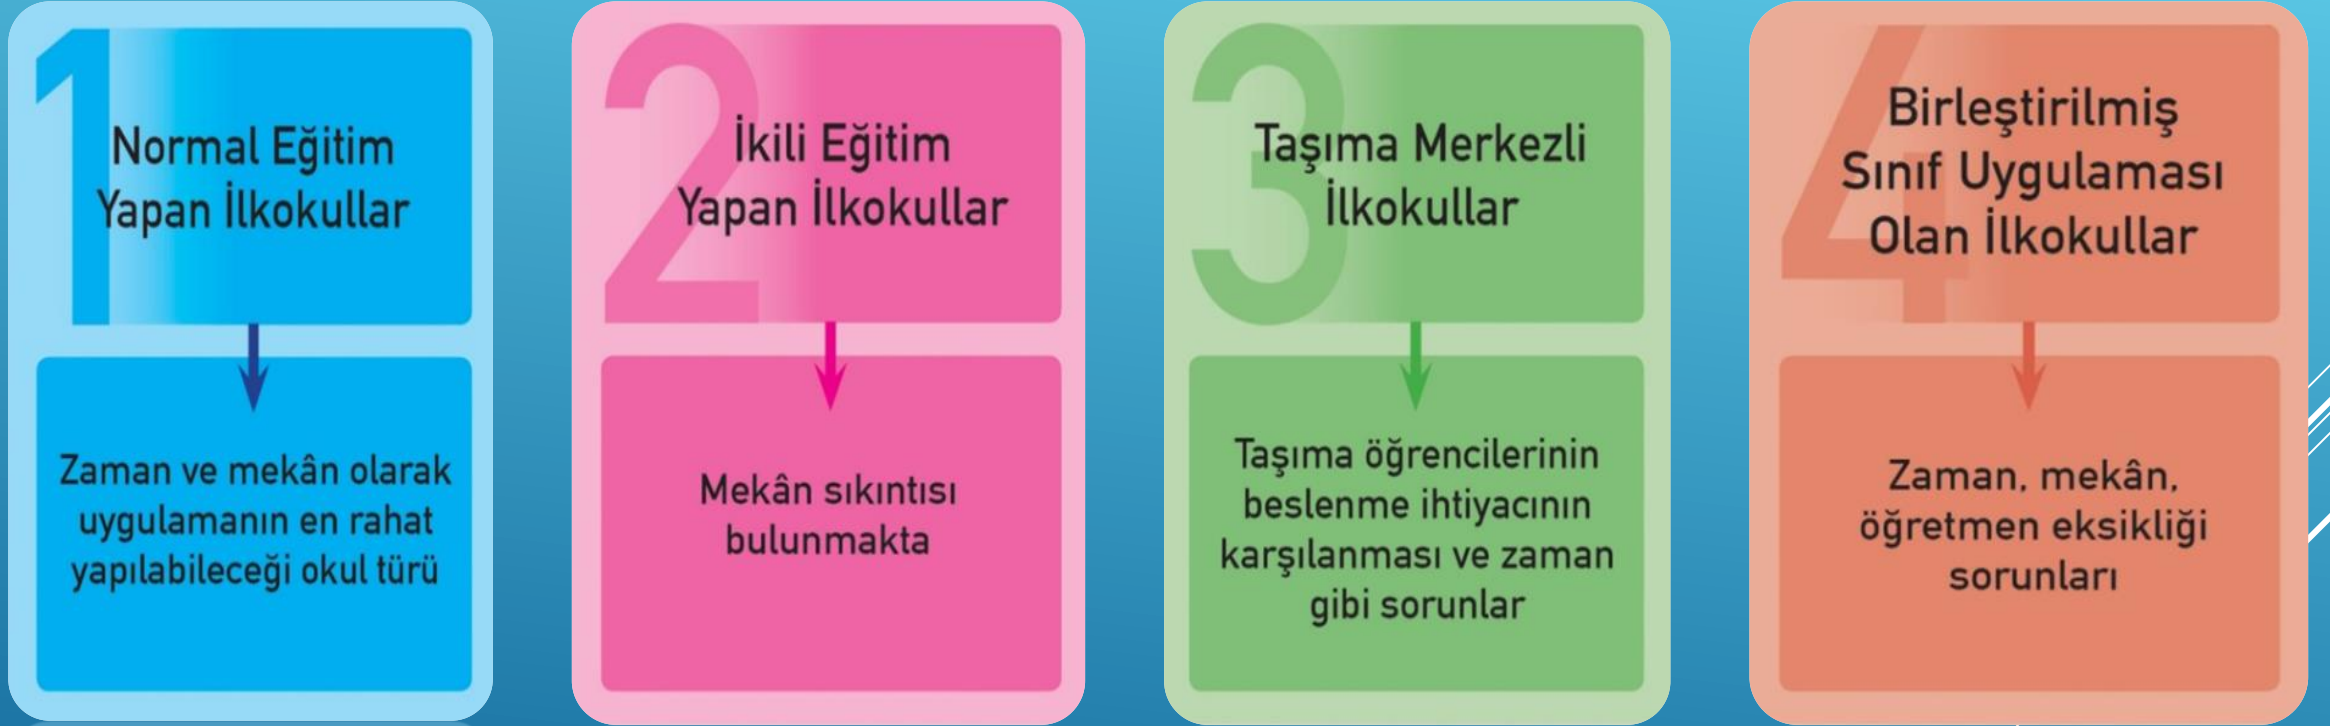 1
Normal Eğitim
Yapan İlkokullar
Zaman ve mekân olarak
uygulamanın en rahat
yapılabileceği okul türü
2
İkili Eğitim
Yapan İlkokullar
Mekân sıkıntısı
bulunmakta
3
Taşıma Merkezli
İlkokullar
Taşıma öğrencilerinin
beslenme ihtiyacının
karşılanması ve zaman
gibi sorunlar
4
Birleştirilmiş
Sınıf Uygulaması
Olan İlkokullar
Zaman, mekân,
öğretmen eksikliği
sorunları